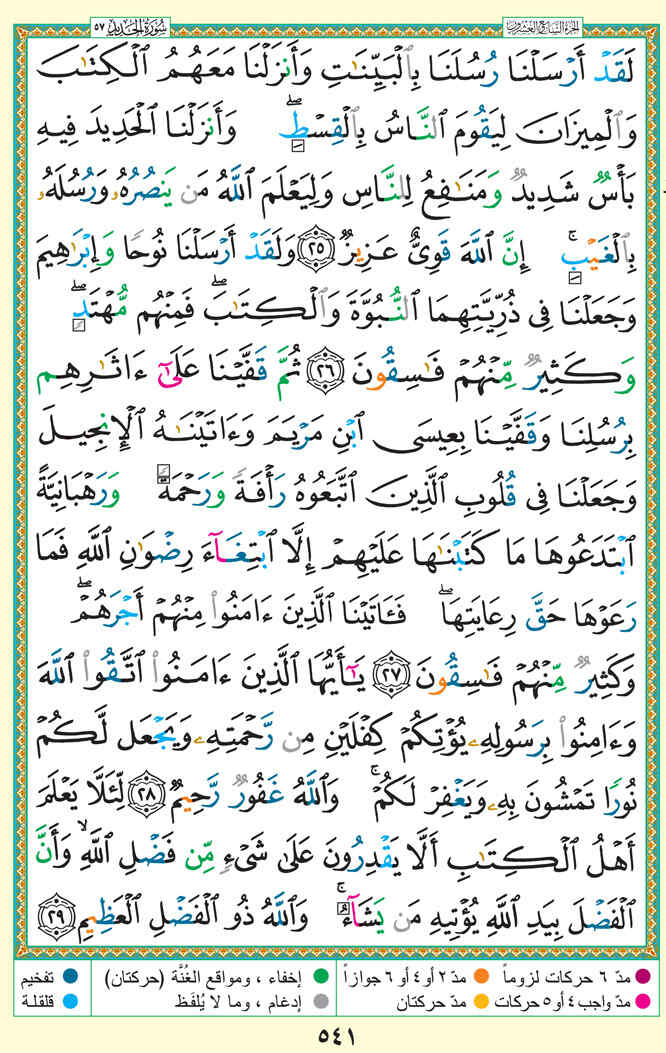 الجزء السابع والعشرون
سورة الحديد ٥٧
لَقَدْ أَرْسَلْنَا رُسُلَنَا بِٱلْبَيِّنَٰتِ وَأَنزَلْنَا مَعَهُمُ ٱلْكِتَٰبَ
وَٱلْمِيزَانَ لِيَقُومَ ٱلنَّاسُ بِٱلْقِسْطِۖ وَأَنزَلْنَا ٱلْحَدِيدَ فِيهِ
بَأْسٌ شَدِيدٌ وَمَنَٰفِعُ لِلنَّاسِ وَلِيَعْلَمَ ٱللَّهُ مَن يَنصُرُهُۥ وَرُسُلَهُۥ
بِٱلْغَيْبِۚ إِنَّ ٱللَّهَ قَوِىٌّ عَزِيزٌ ٢٥ وَلَقَدْ أَرْسَلْنَا نُوحًا وَإِبْرَٰهِيمَ
وَجَعَلْنَا فِى ذُرِّيَّتِهِمَا ٱلنُّبُوَّةَ وَٱلْكِتَٰبَۖ فَمِنْهُم مُّهْتَدٍۖ
وَكَثِيرٌ مِّنْهُمْ فَٰسِقُونَ ٢٦ ثُمَّ قَفَّيْنَا عَلَىٰٓ ءَاثَٰرِهِم
بِرُسُلِنَا وَقَفَّيْنَا بِعِيسَى ٱبْنِ مَرْيَمَ وَءَاتَيْنَٰهُ ٱلْإِنجِيلَ
وَجَعَلْنَا فِى قُلُوبِ ٱلَّذِينَ ٱتَّبَعُوهُ رَأْفَةً وَرَحْمَةً وَرَهْبَانِيَّةً
ٱبْتَدَعُوهَا مَا كَتَبْنَٰهَا عَلَيْهِمْ إِلَّا ٱبْتِغَآءَ رِضْوَٰنِ ٱللَّهِ فَمَا
رَعَوْهَا حَقَّ رِعَايَتِهَاۖ فَـَٔاتَيْنَا ٱلَّذِينَ ءَامَنُوا۟ مِنْهُمْ أَجْرَهُمْۖ
وَكَثِيرٌ مِّنْهُمْ فَٰسِقُونَ ٢٧ يَٰٓأَيُّهَا ٱلَّذِينَ ءَامَنُوا۟ ٱتَّقُوا۟ ٱللَّهَ
وَءَامِنُوا۟ بِرَسُولِهِۦ يُؤْتِكُمْ كِفْلَيْنِ مِن رَّحْمَتِهِۦ وَيَجْعَل لَّكُمْ
نُورًا تَمْشُونَ بِهِۦ وَيَغْفِرْ لَكُمْۚ وَٱللَّهُ غَفُورٌ رَّحِيمٌ ٢٨ لِّئَلَّا يَعْلَمَ
أَهْلُ ٱلْكِتَٰبِ أَلَّا يَقْدِرُونَ عَلَىٰ شَىْءٍ مِّن فَضْلِ ٱللَّهِۙ وَأَنَّ
ٱلْفَضْلَ بِيَدِ ٱللَّهِ يُؤْتِيهِ مَن يَشَآءُۚ وَٱللَّهُ ذُو ٱلْفَضْلِ ٱلْعَظِيمِ ٢٩
مدّ ٦ حركات لزوماً مدّ ٢ أو ٤ أو ٦ جوازاً إخفاء ، ومواقع الغُنَّة (حركتان) تفخيم
مدّ واجب ٤ أو ٥ حركات مدّ حركتان إدغام ، وما لا يُلفَظ قلقلة
٥٤١